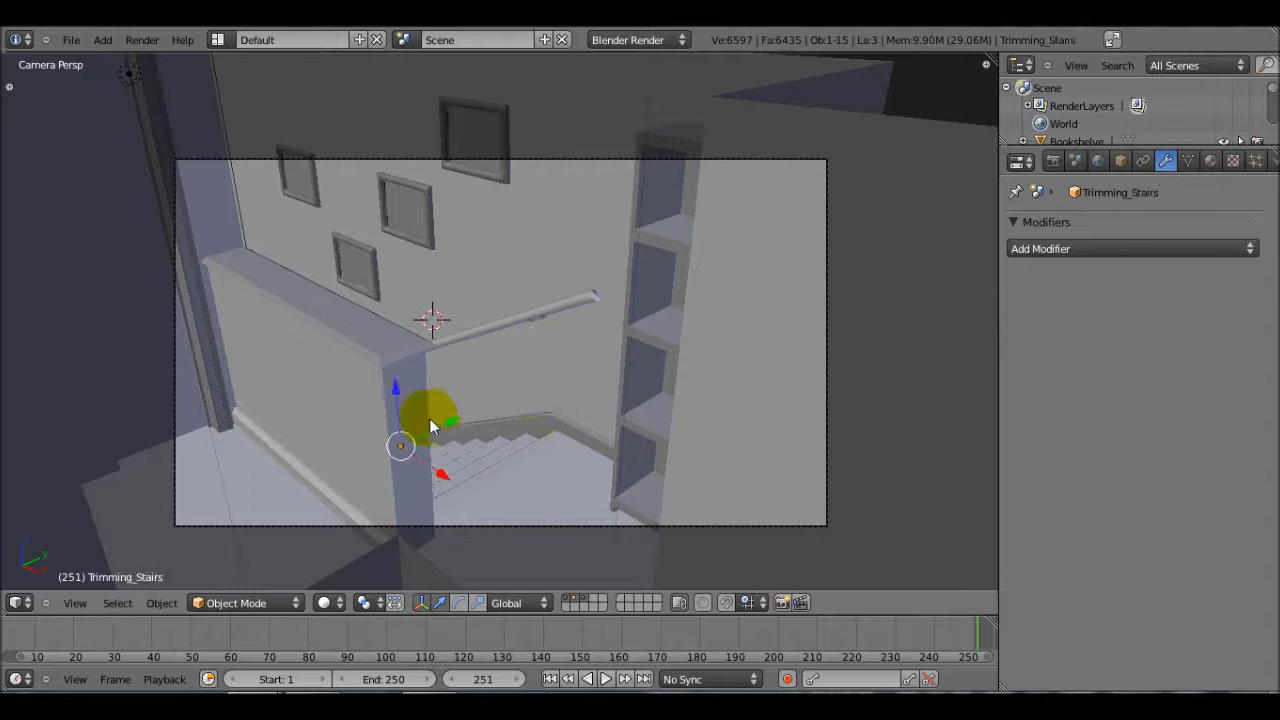 File Add Render Help Default Scene Blender Render Ve:6597 | Fa:6435 | Ob:1-15 | La:3 | Mem:9.90M (29.06M) | Trimming_Stairs
Camera Persp
View Search All Scenes
Scene
RenderLayers
World
Bookshelve
Trimming_Stairs
Modifiers
Add Modifier
(251) Trimming_Stairs
View Select Object Object Mode Global
10 20 30 40 50 60 70 80 90 100 110 120 130 140 150 160 170 180 190 200 210 220 230 240 250
View Frame Playback Start: 1 End: 250 251 No Sync